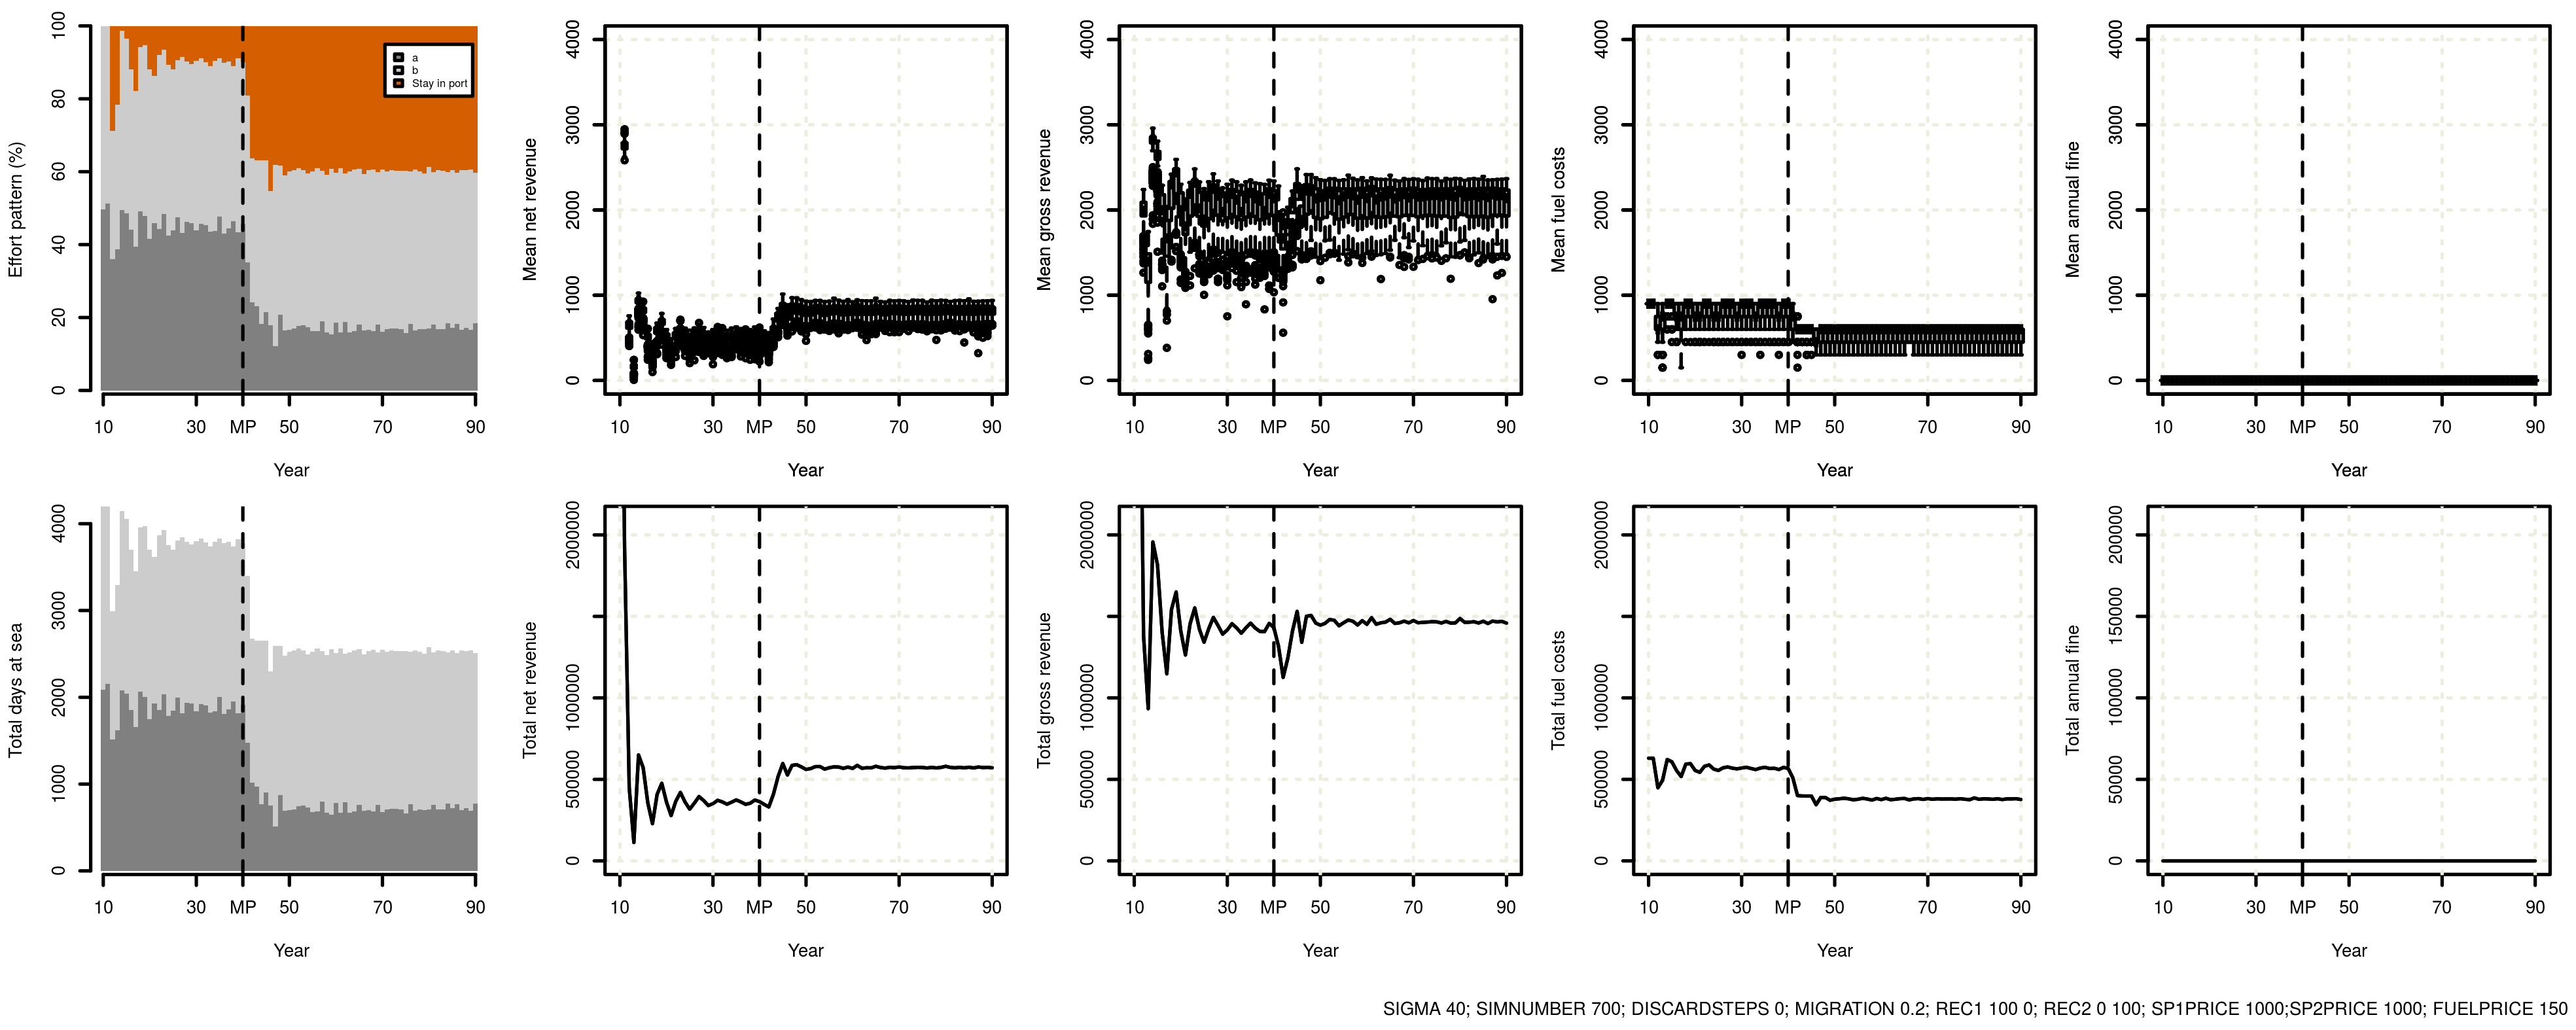 Effort pattern (%)
0 20 40 60 80 100
a
b
Stay in port
10 30 MP 50 70 90
Year
Mean net revenue
0 1000 2000 3000 4000
10 30 MP 50 70 90
Year
Mean gross revenue
0 1000 2000 3000 4000
10 30 MP 50 70 90
Year
Mean fuel costs
0 1000 2000 3000 4000
10 30 MP 50 70 90
Year
Mean annual fine
0 1000 2000 3000 4000
10 30 MP 50 70 90
Year
Total days at sea
0 1000 2000 3000 4000
10 30 MP 50 70 90
Year
Total net revenue
0 500000 1000000 2000000
10 30 MP 50 70 90
Year
Total gross revenue
0 500000 1000000 2000000
10 30 MP 50 70 90
Year
Total fuel costs
0 500000 1000000 2000000
10 30 MP 50 70 90
Year
Total annual fine
0 50000 100000 150000 200000
10 30 MP 50 70 90
Year
SIGMA 40; SIMNUMBER 700; DISCARDSTEPS 0; MIGRATION 0.2; REC1 100 0; REC2 0 100; SP1PRICE 1000;SP2PRICE 1000; FUELPRICE 150